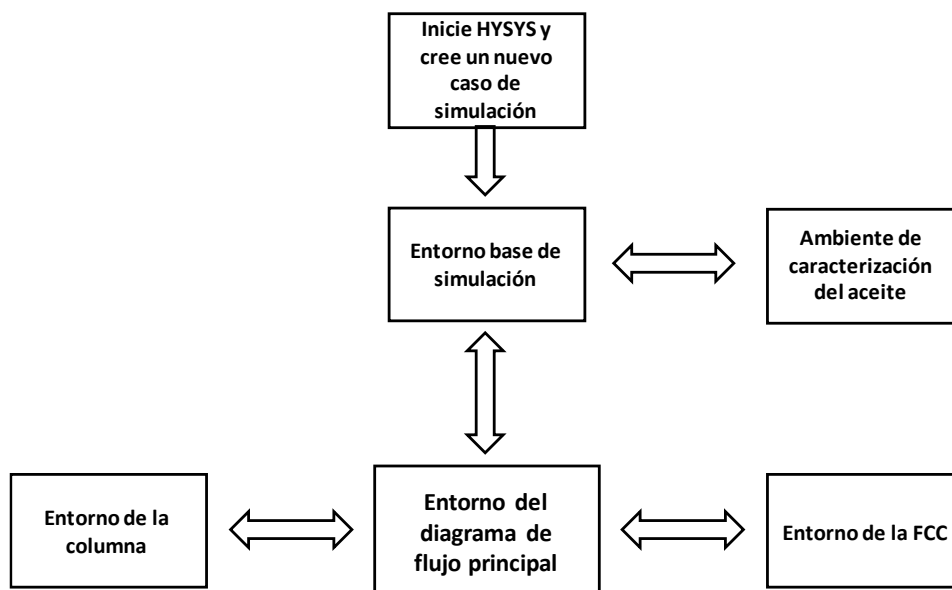 Inicie HYSYS y
cree un nuevo
caso de
simulación
Entorno base de
simulación
Ambiente de
caracterización
del aceite
Entorno de la
columna
Entorno del
diagrama de
flujo principal
Entorno de la FCC